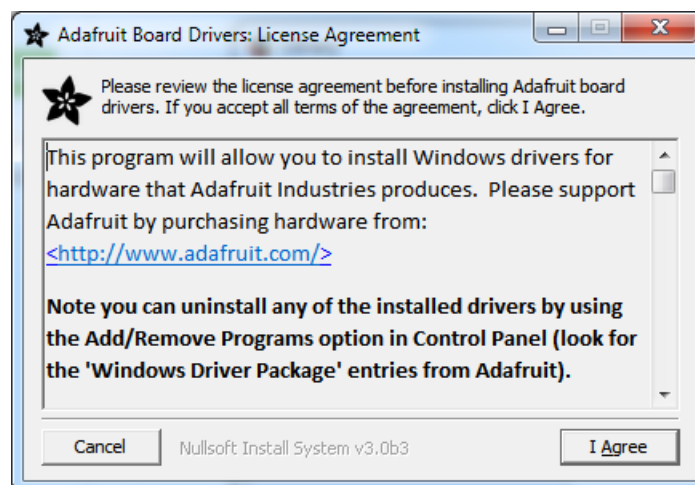 Adafruit Board Drivers: License Agreement
Please review the license agreement before installing Adafruit board
drivers. If you accept all terms of the agreement, click I Agree.
This program will allow you to install Windows drivers for
hardware that Adafruit Industries produces.  Please support
Adafruit by purchasing hardware from:
<http://www.adafruit.com/>
Note you can uninstall any of the installed drivers by using
the Add/Remove Programs option in Control Panel (look for
the 'Windows Driver Package' entries from Adafruit).
Cancel
Nullsoft Install System v3.0b3
I Agree